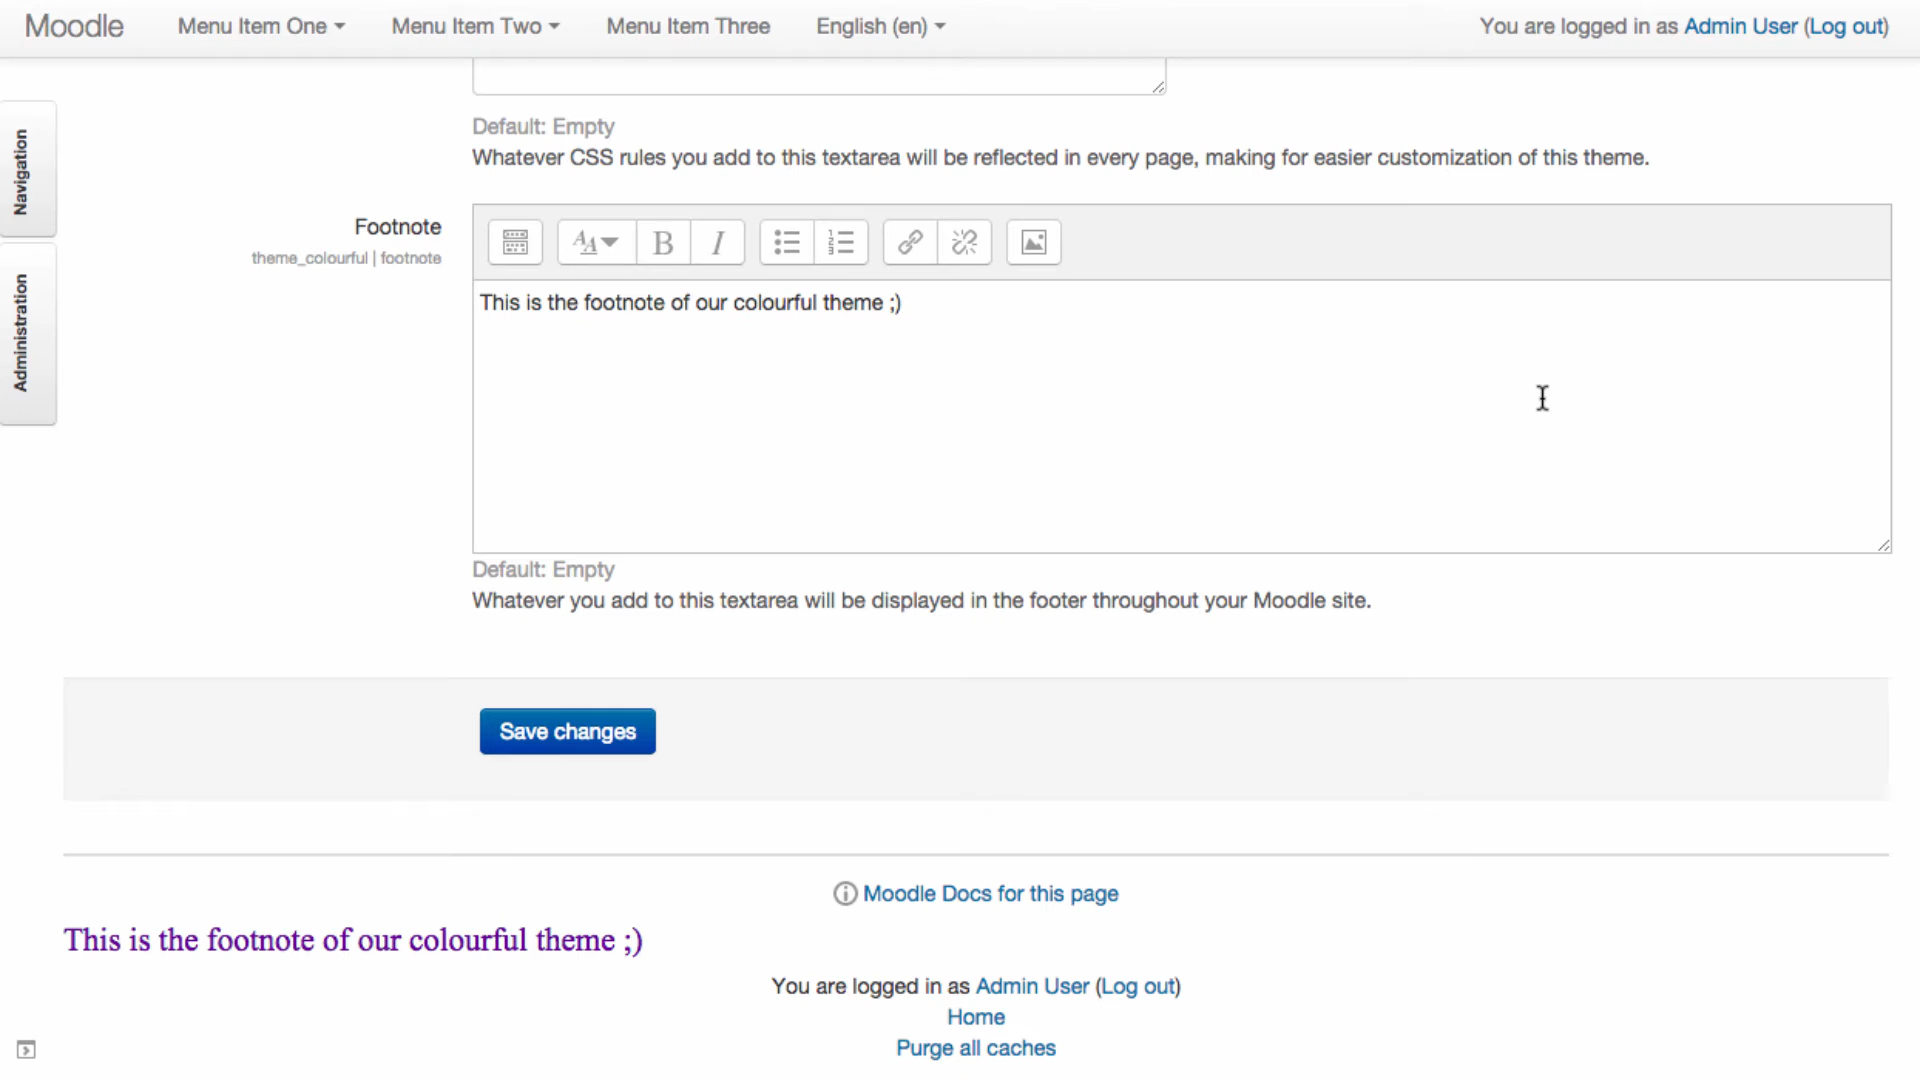 Moodle Menu Item One Menu Item Two Menu Item Three English (en) You are logged in as Admin User (Log out)
Navigation
Administration
Default: Empty
Whatever CSS rules you add to this textarea will be reflected in every page, making for easier customization of this theme.
Footnote
theme_colourful | footnote
B I
This is the footnote of our colourful theme ;)
Default: Empty
Whatever you add to this textarea will be displayed in the footer throughout your Moodle site.
Save changes
Moodle Docs for this page
This is the footnote of our colourful theme ;)
You are logged in as Admin User (Log out)
Home
Purge all caches